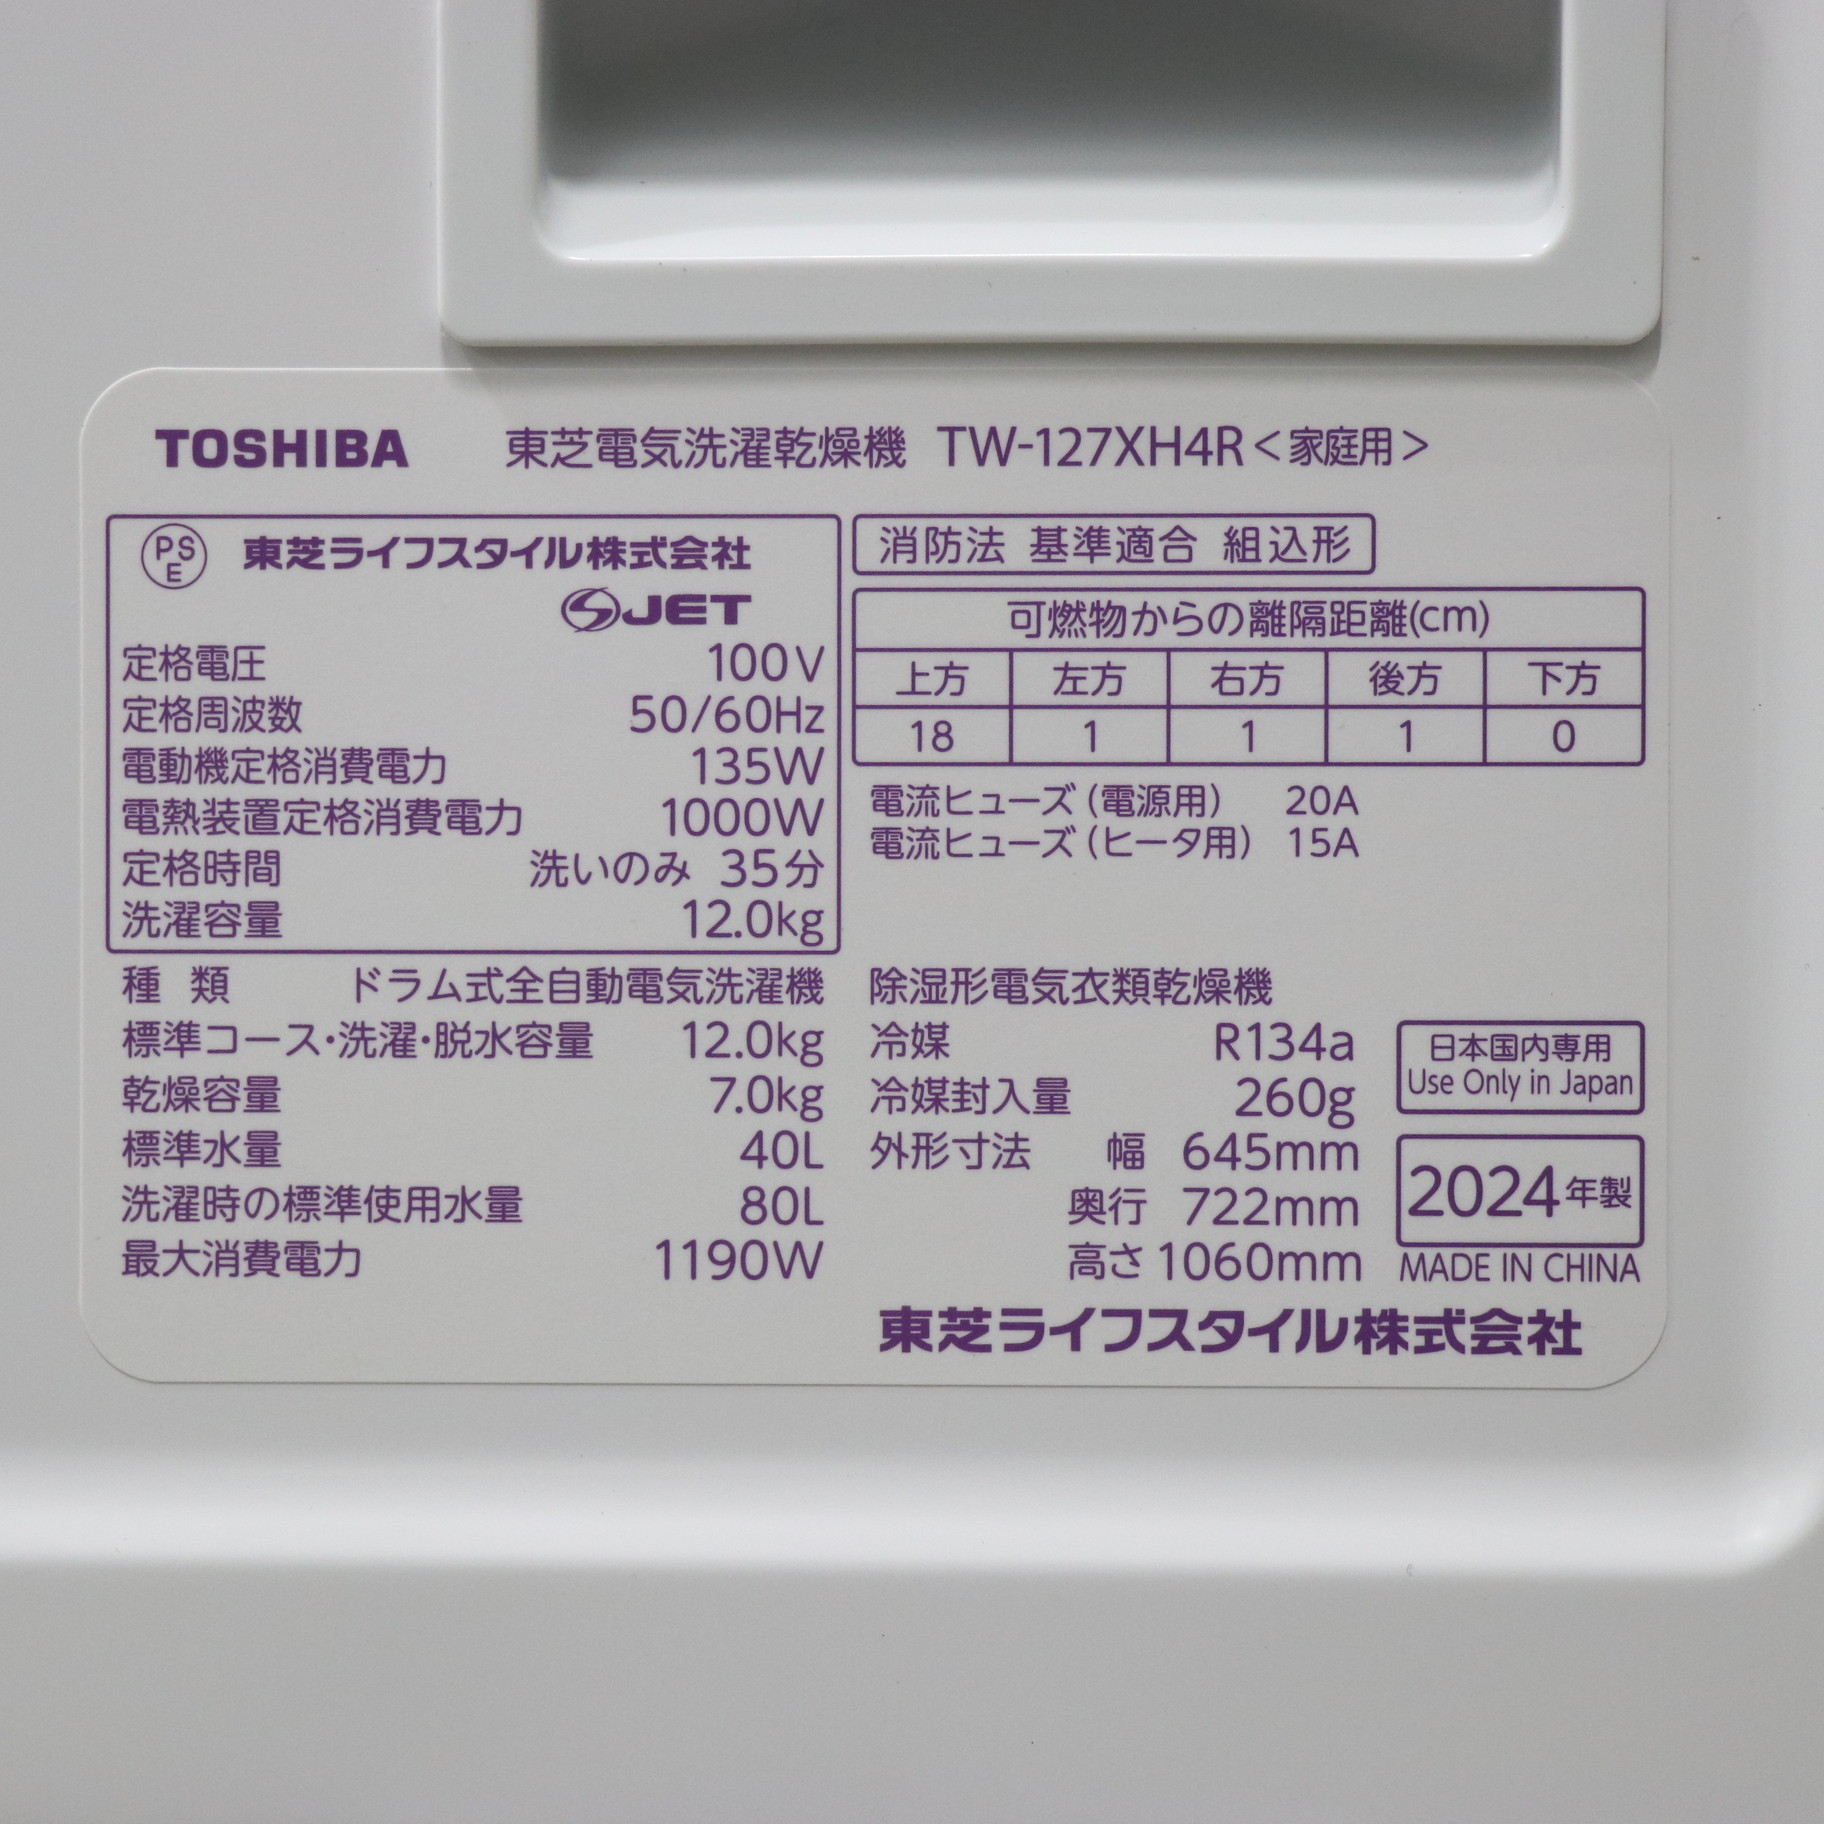 TOSHIBA 東芝電気洗濯乾燥機 TW-127XH4R＜家庭用＞
PSE 東芝ライフスタイル株式会社
SJET
定格電圧 100V
定格周波数 50/60Hz
電動機定格消費電力 135W
電熱装置定格消費電力 1000W
定格時間 洗いのみ 35分
洗濯容量 12.0kg
種類 ドラム式全自動電気洗濯機
標準コース・洗濯・脱水容量 12.0kg
乾燥容量 7.0kg
標準水量 40L
洗濯時の標準使用水量 80L
最大消費電力 1190W
消防法 基準適合 組込形
可燃物からの離隔距離(cm)
上方 左方 右方 後方 下方
18 1 1 1 0
電流ヒューズ（電源用） 20A
電流ヒューズ（ヒータ用） 15A
除湿形電気衣類乾燥機
冷媒 R134a
冷媒封入量 260g
外形寸法 幅 645mm
奥行 722mm
高さ 1060mm
日本国内専用
Use Only in Japan
2024年製
MADE IN CHINA
東芝ライフスタイル株式会社